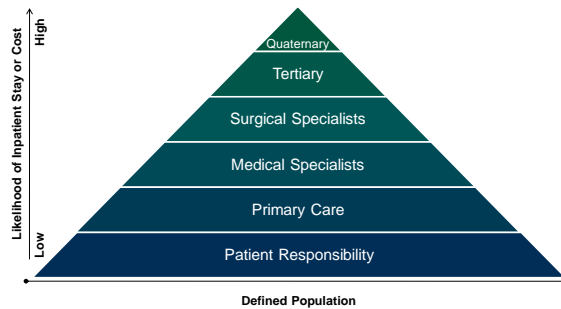 Quaternary
Tertiary
Surgical Specialists
Medical Specialists
Primary Care
Patient Responsibility
Likelihood of Inpatient Stay or Cost
High
Low
Defined Population